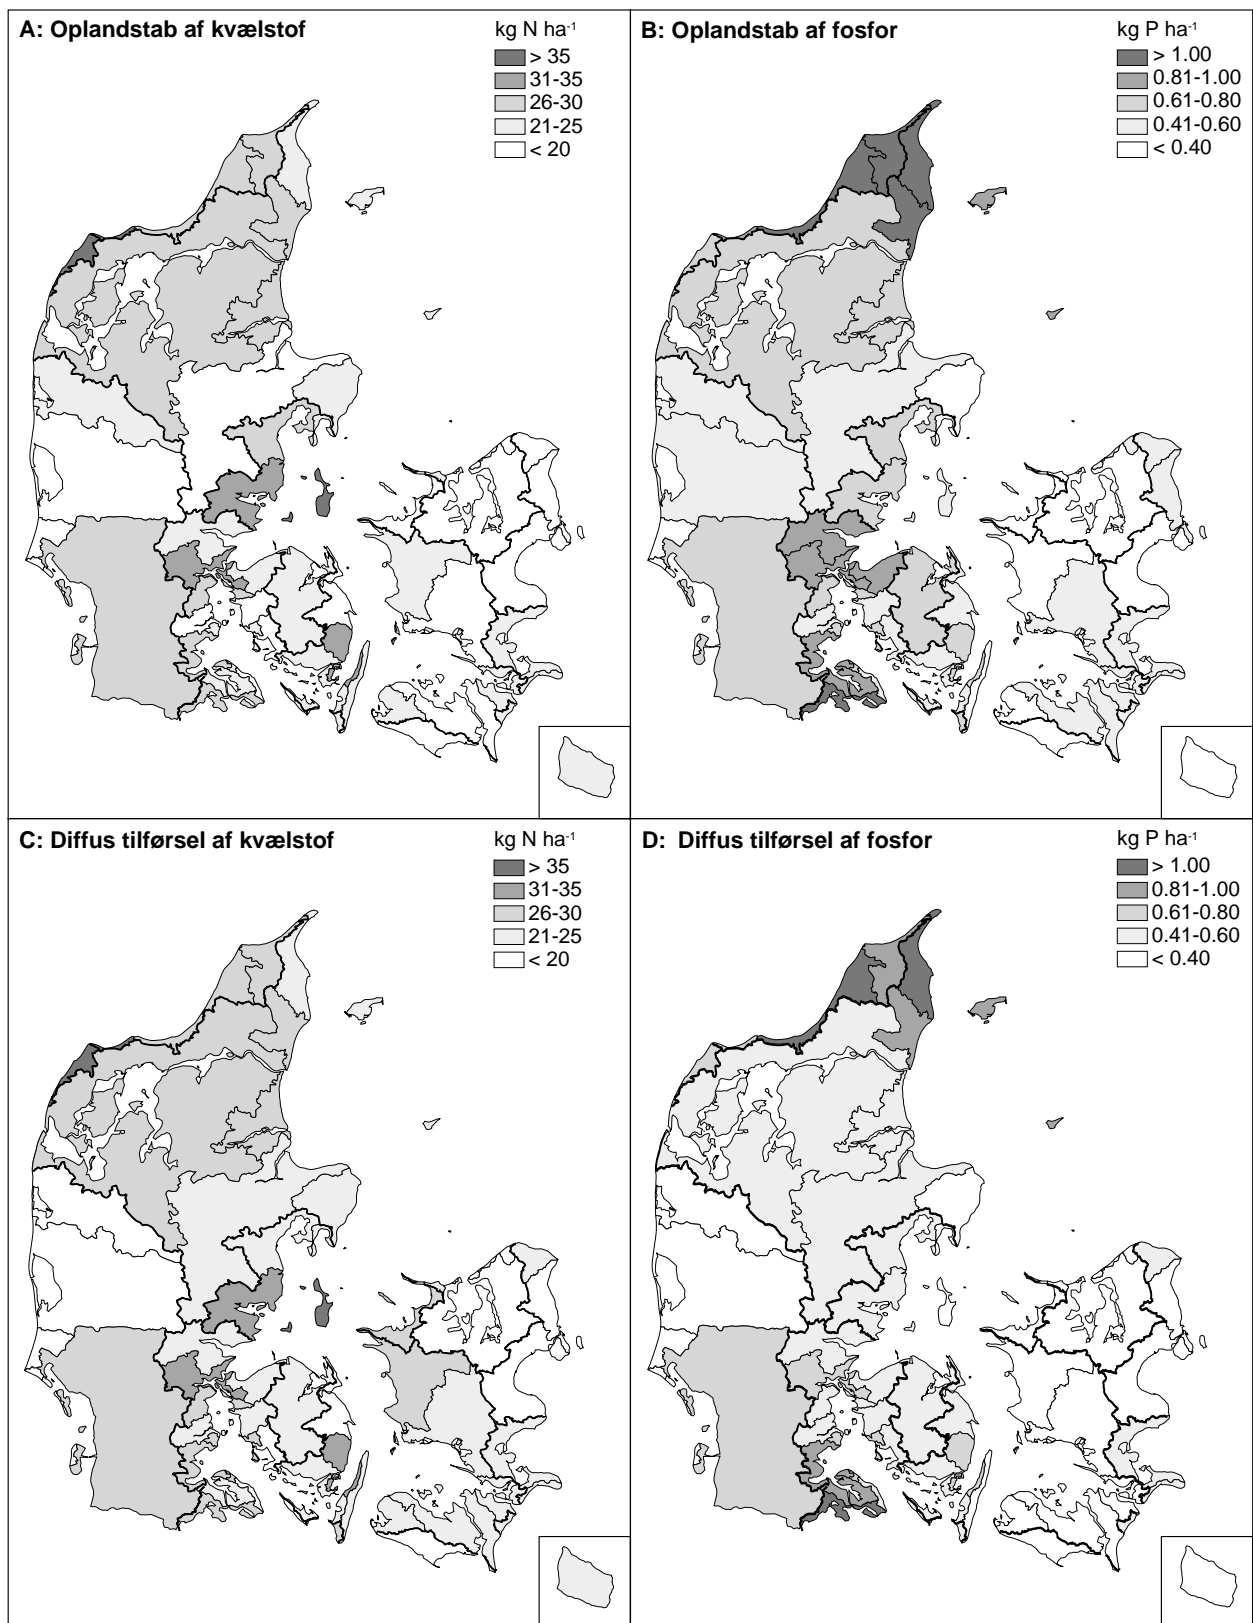 A: Oplandstab af kvælstof
kg N ha-1
> 35
31-35
26-30
21-25
< 20
B: Oplandstab af fosfor
kg P ha-1
> 1.00
0.81-1.00
0.61-0.80
0.41-0.60
< 0.40
C: Diffus tilførsel af kvælstof
kg N ha-1
> 35
31-35
26-30
21-25
< 20
D: Diffus tilførsel af fosfor
kg P ha-1
> 1.00
0.81-1.00
0.61-0.80
0.41-0.60
< 0.40